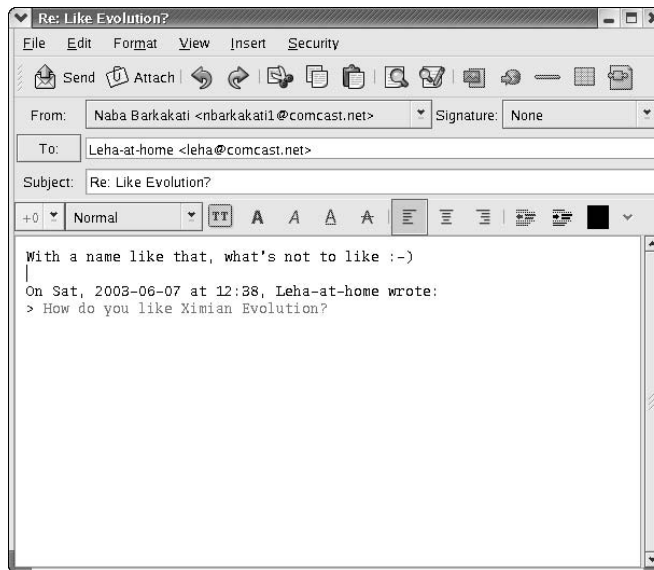 Re: Like Evolution?
File Edit Format View Insert Security
Send Attach
From: Naba Barkakati <nbarkakati1@comcast.net> Signature: None
To: Leha-at-home <leha@comcast.net>
Subject: Re: Like Evolution?
+0 Normal TT A A A A
With a name like that, what's not to like :-)
On Sat, 2003-06-07 at 12:38, Leha-at-home wrote:
> How do you like Ximian Evolution?